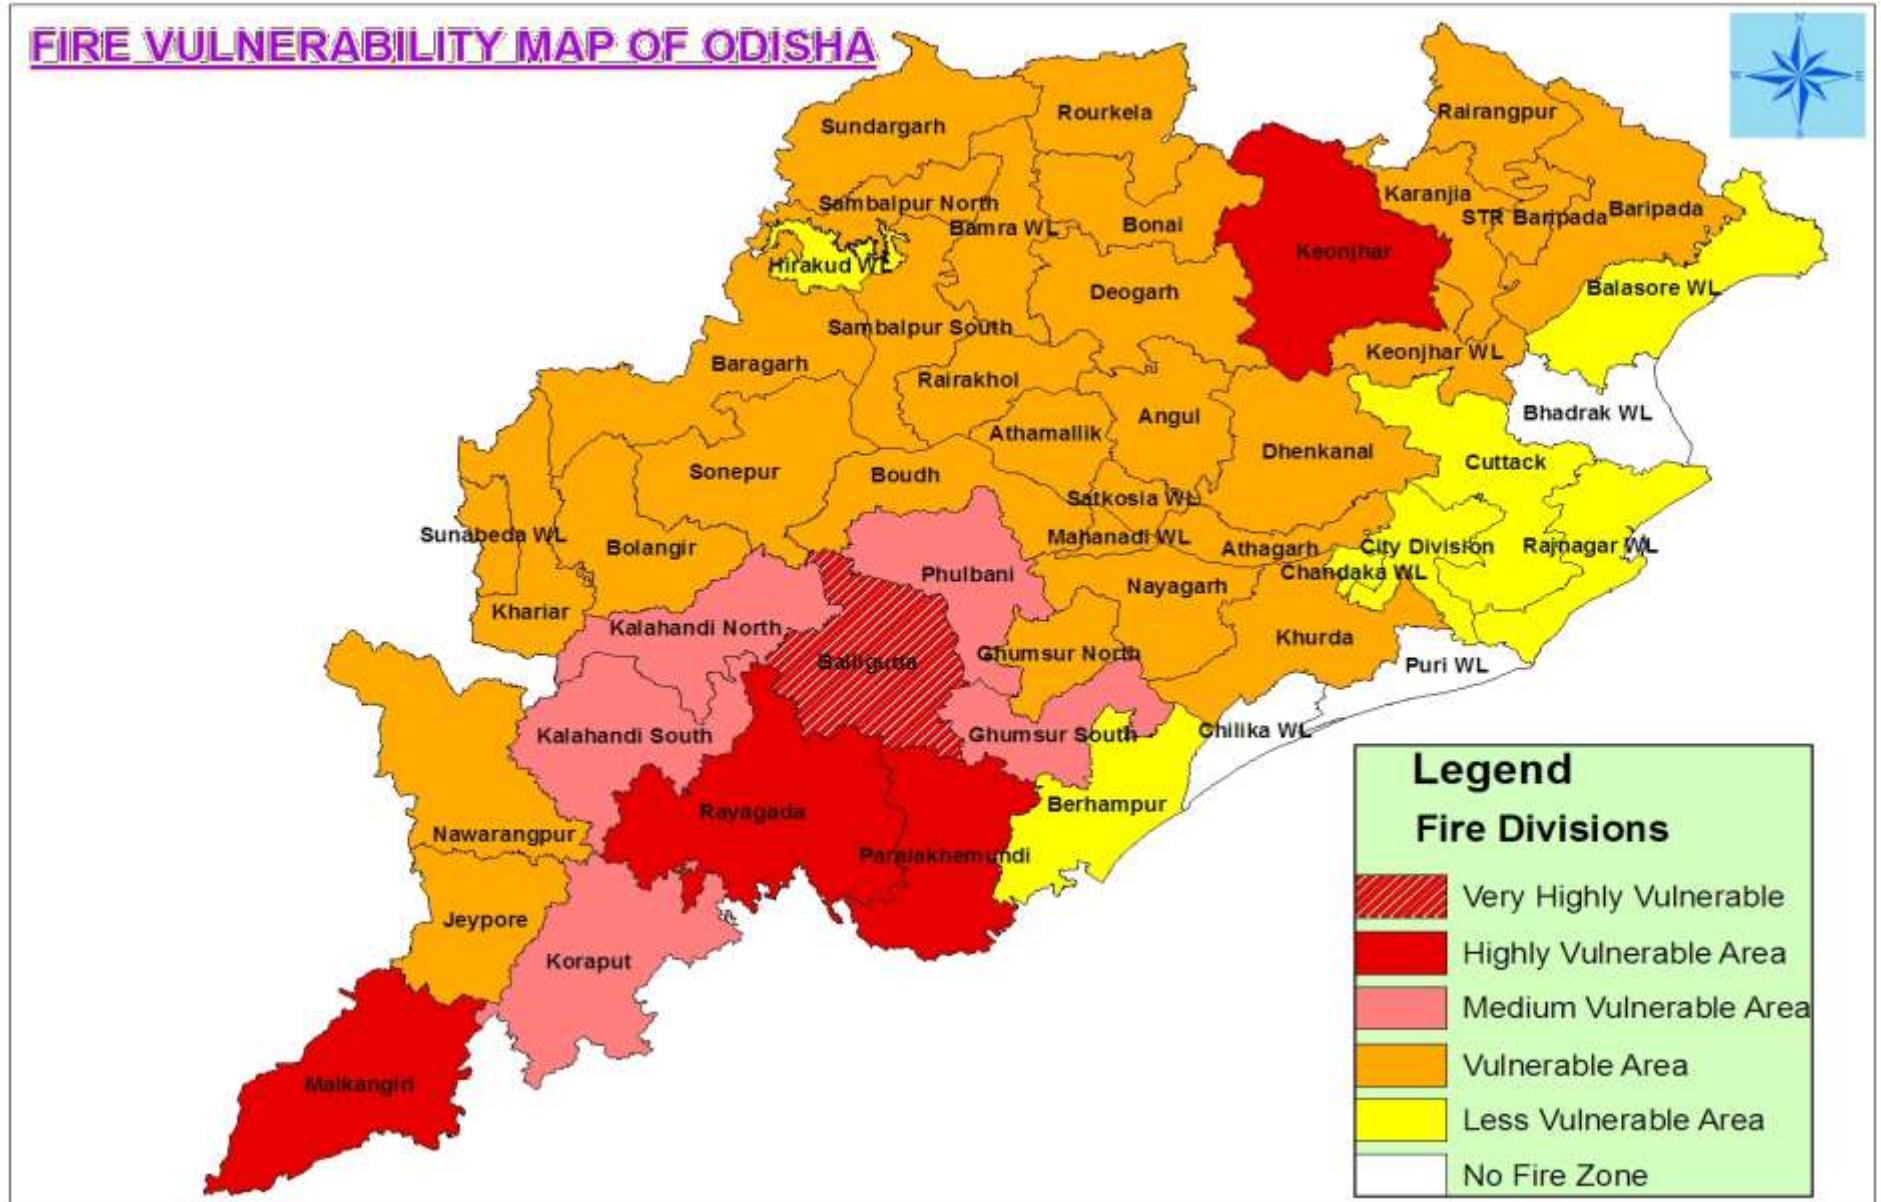 FIRE VULNERABILITY MAP OF ODISHA
N
W
E
S
Rourkela
Rairangpur
Sundargarh
Karanjia
Sambalpur North
Baripada
STR Baripada
Bonai
Bamra WL
Keonjhar
Hirakud WL
Balasore WL
Deogarh
Sambalpur South
Keonjhar WL
Baragarh
Rairakhol
Bhadrak WL
Angul
Athamallik
Dhenkanal
Cuttack
Sonepur
Boudh
Satkosia WL
Sunabeda WL
Mahanadi WL
Bolangir
Athagarh
City Division
Rajnagar WL
Phulbani
Chandaka WL
Nayagarh
Khariar
Kalahandi North
Khurda
Ghumsur North
Balliguda
Puri WL
Kalahandi South
Ghumsur South
Chilika WL
Berhampur
Rayagada
Nawarangpur
Paralakhemundi
Jeypore
Koraput
Malkangiri
Legend
Fire Divisions
Very Highly Vulnerable
Highly Vulnerable Area
Medium Vulnerable Area
Vulnerable Area
Less Vulnerable Area
No Fire Zone